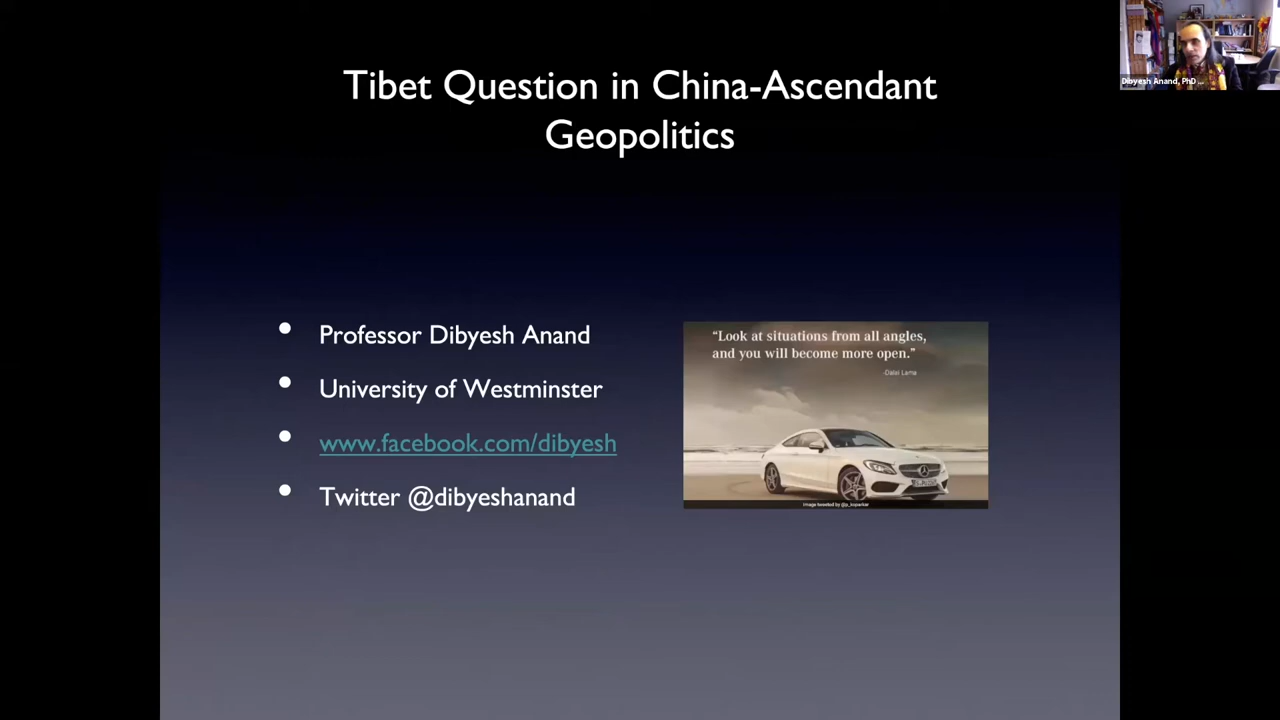 Tibet Question in China-Ascendant
Geopolitics
Dibyesh Anand, PhD ...
• Professor Dibyesh Anand
• University of Westminster
• www.facebook.com/dibyesh
• Twitter @dibyeshanand
“Look at situations from all angles,
and you will become more open.”
-Dalai Lama